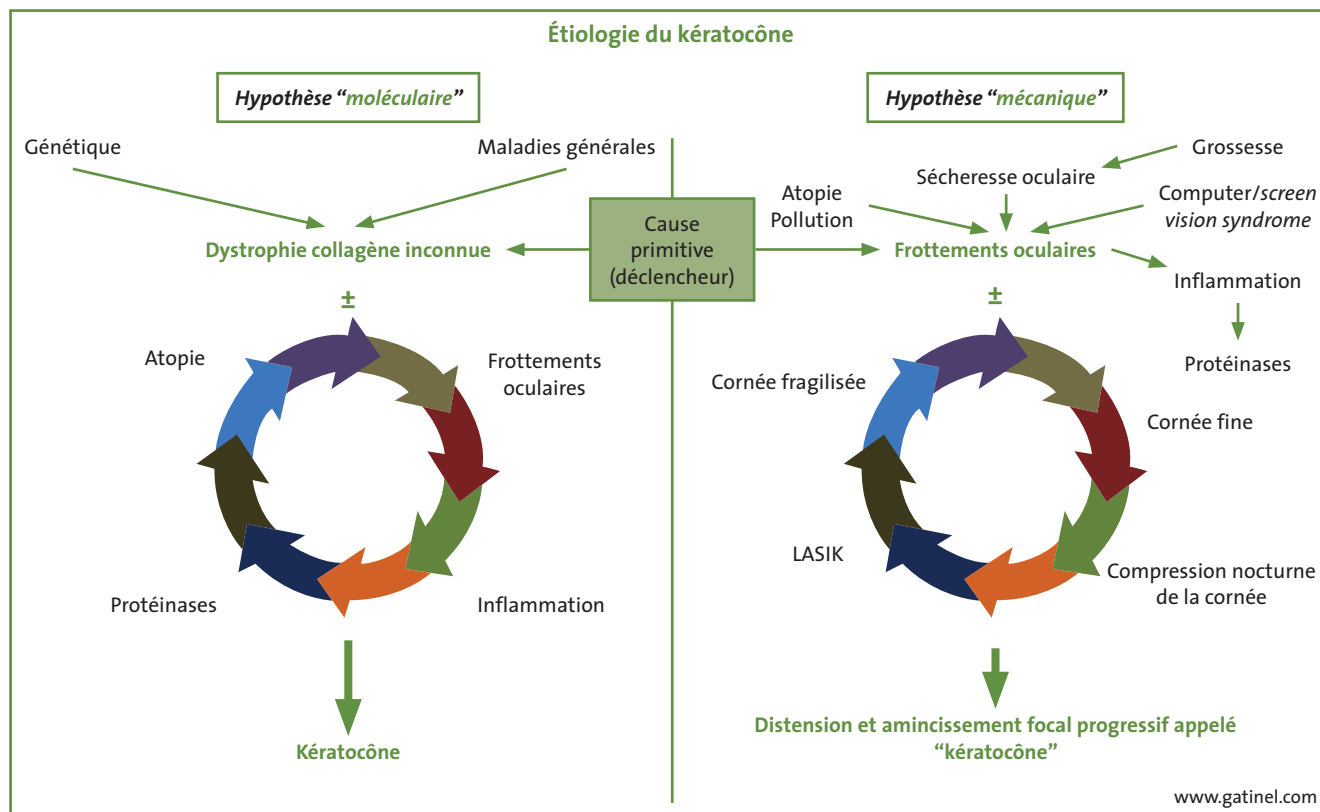 Étiologie du kératocône
Hypothèse “moléculaire”
Génétique
Maladies générales
Dystrophie collagène inconnue
±
Atopie
Frottements
oculaires
Protéinases
Inflammation
Kératocône
Cause
primitive
(déclencheur)
Hypothèse “mécanique”
Grossesse
Sécheresse oculaire
Atopie
Pollution
Computer/screen
vision syndrome
Frottements oculaires
Inflammation
Protéinases
±
Cornée fragilisée
Cornée fine
LASIK
Compression nocturne
de la cornée
Distension et amincissement focal progressif appelé
“kératocône”
www.gatinel.com